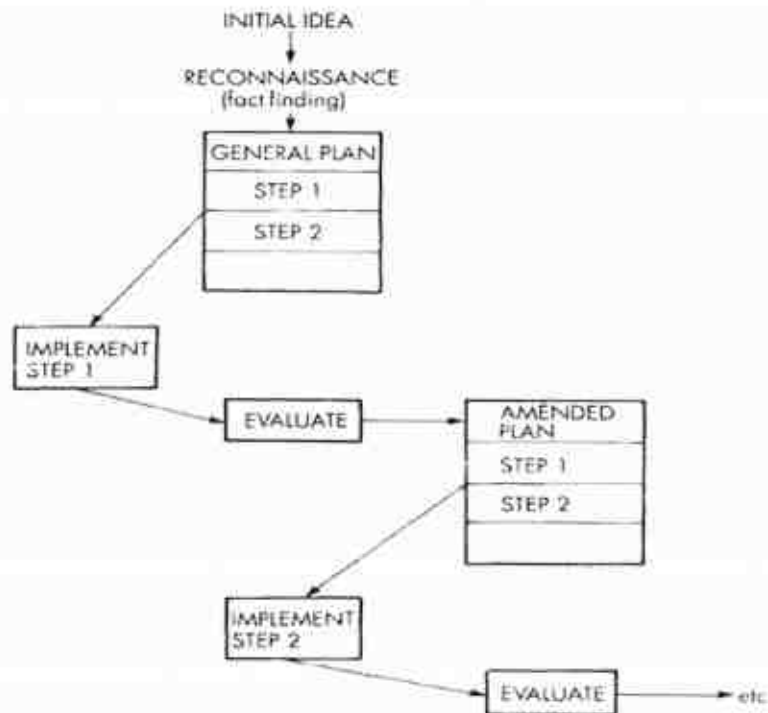 INITIAL IDEA
RECONNAISSANCE
(fact finding)
GENERAL PLAN
STEP 1
STEP 2
IMPLEMENT
STEP 1
EVALUATE
AMENDED
PLAN
STEP 1
STEP 2
IMPLEMENT
STEP 2
EVALUATE
etc